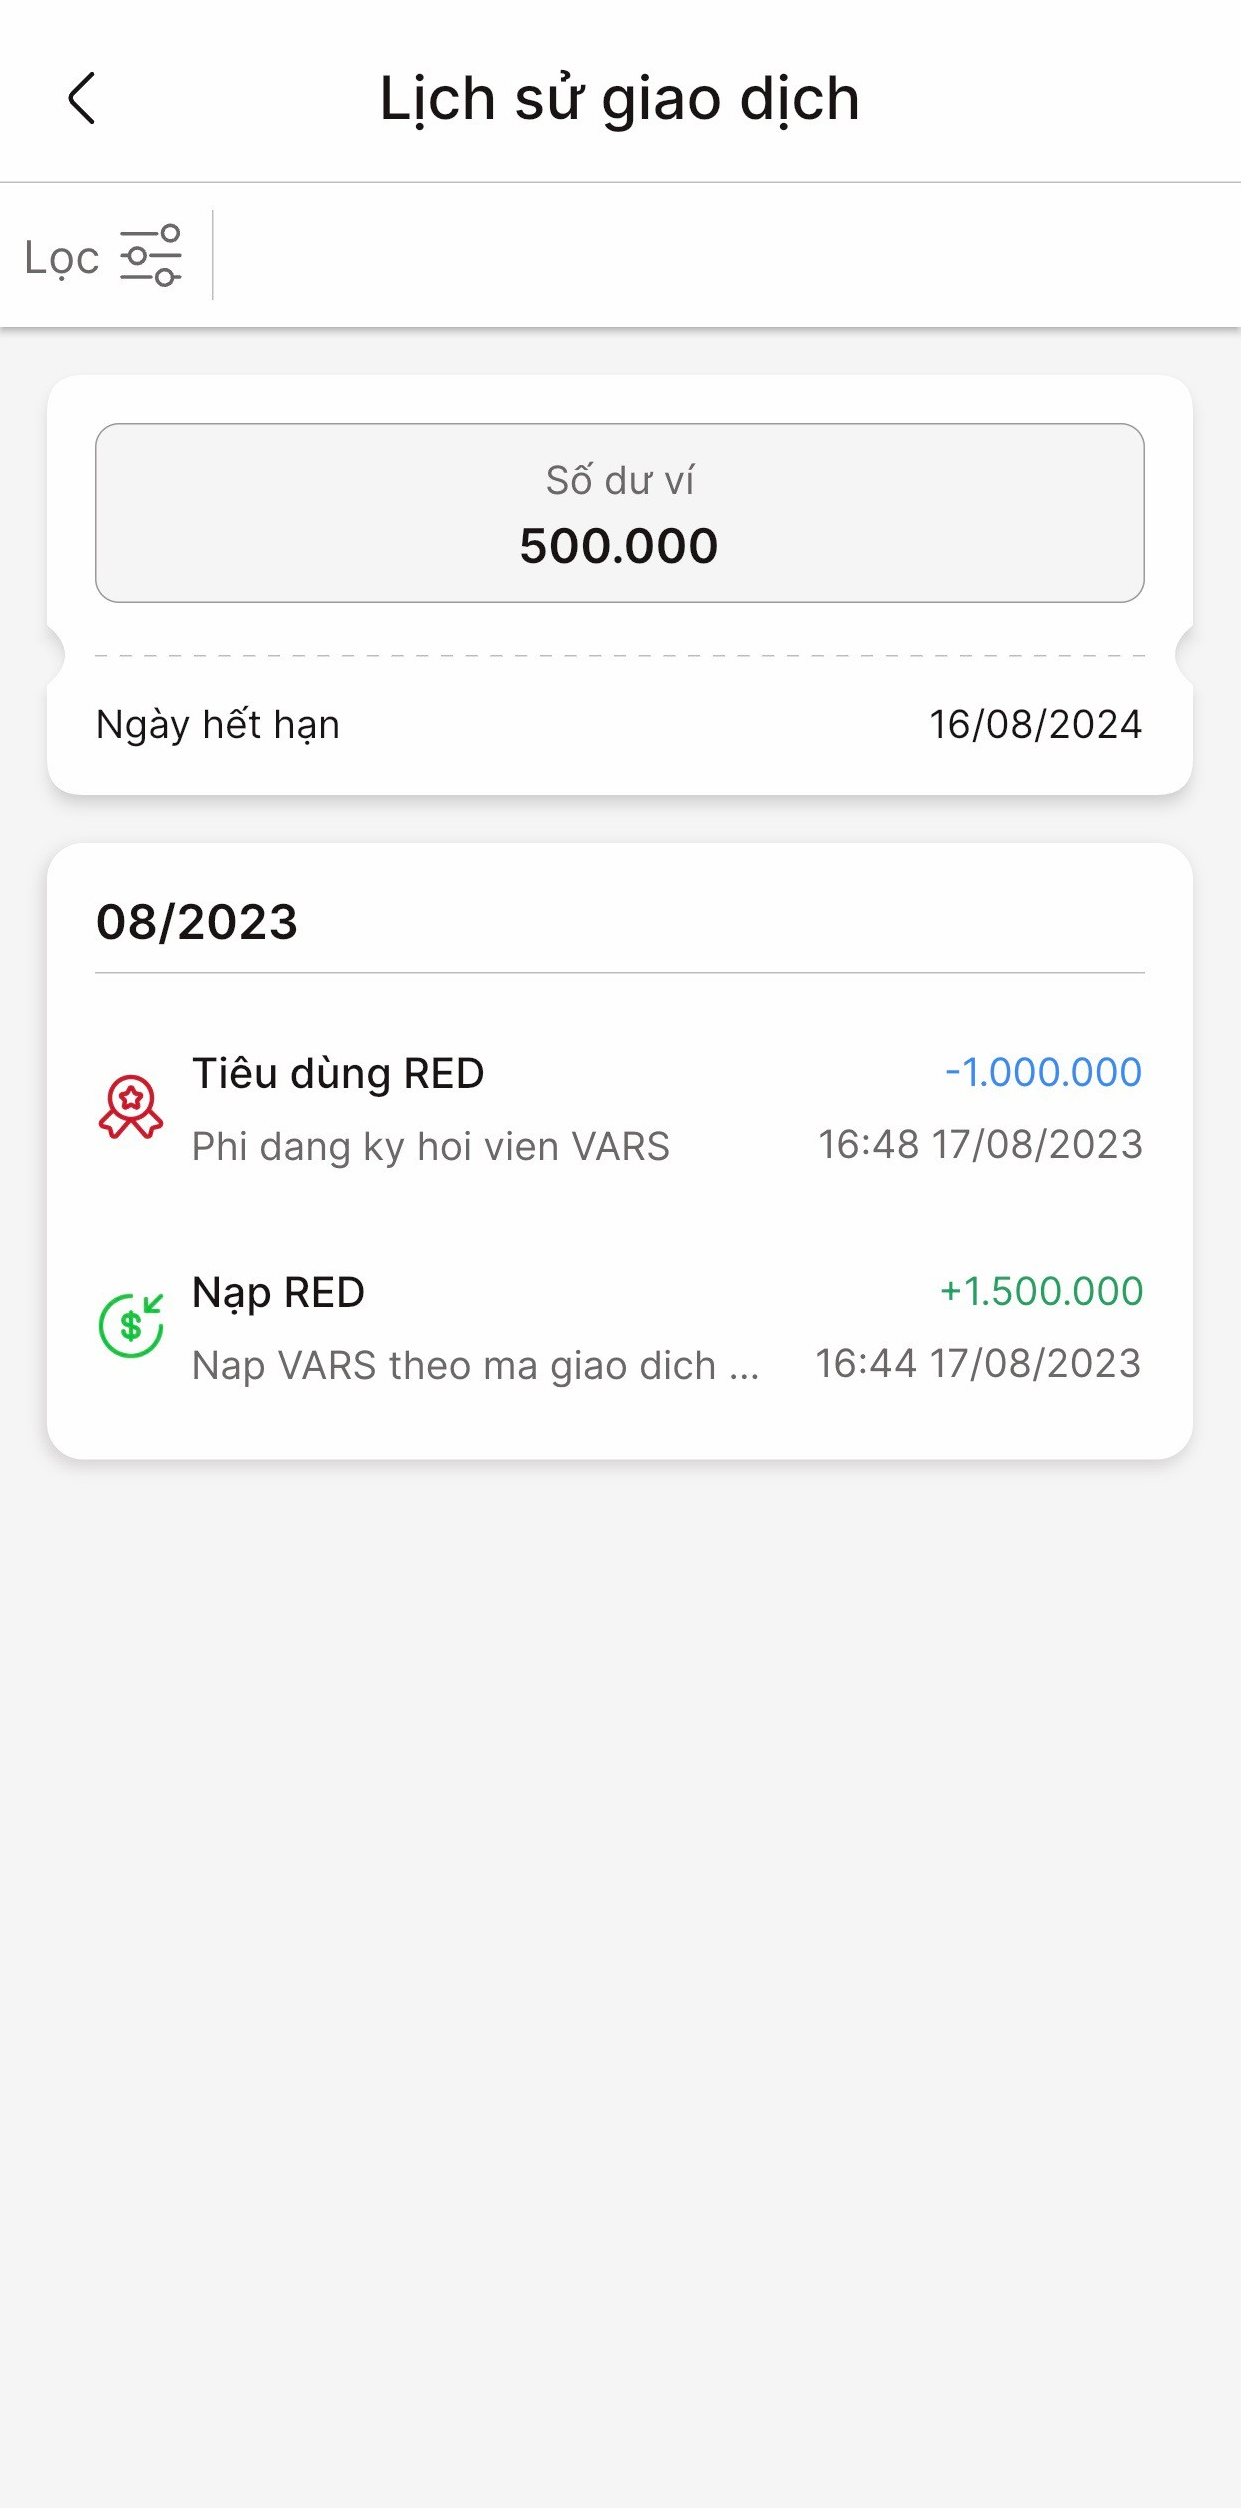 Lịch sử giao dịch
Lọc
Số dư ví
500.000
Ngày hết hạn 16/08/2024
08/2023
Tiêu dùng RED -1.000.000
Phi dang ky hoi vien VARS 16:48 17/08/2023
Nạp RED +1.500.000
Nap VARS theo ma giao dich ... 16:44 17/08/2023